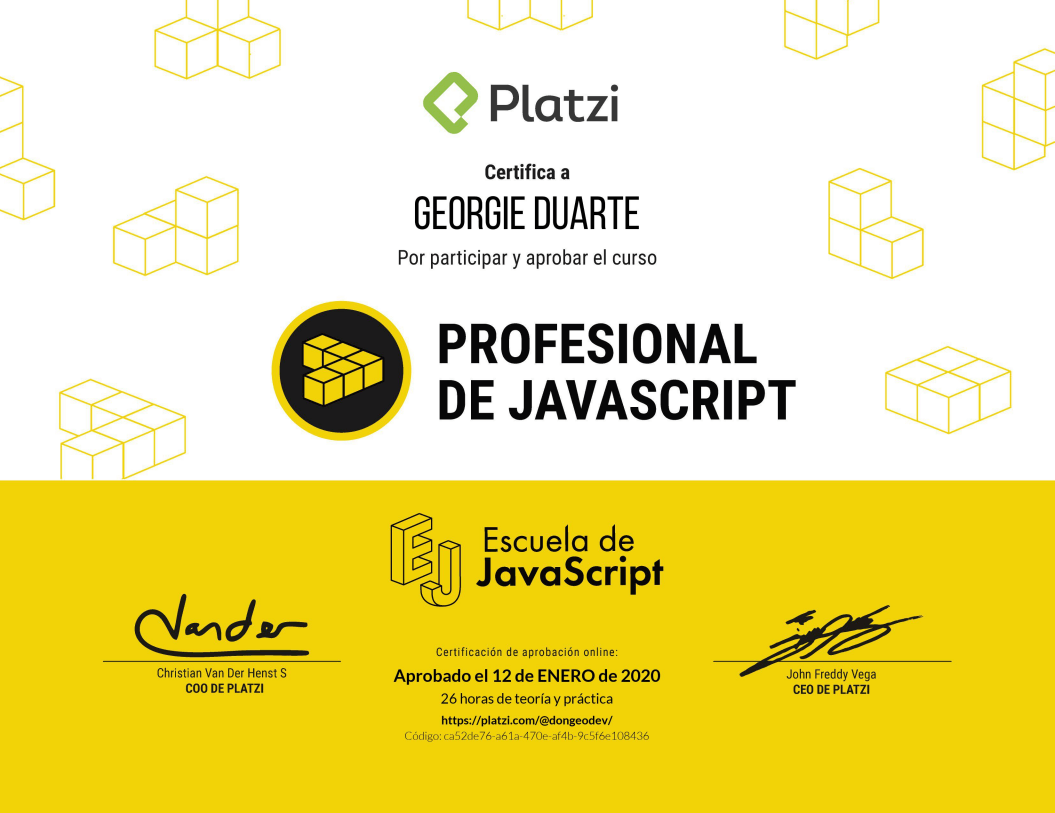 Platzi
Certifica a
GEORGIE DUARTE
Por participar y aprobar el curso
PROFESIONAL
DE JAVASCRIPT
EJ
Escuela de
JavaScript
Vander
Christian Van Der Henst S
COO DE PLATZI
Certificación de aprobación online:
Aprobado el 12 de ENERO de 2020
26 horas de teoría y práctica
https://platzi.com/@dongeodev/
Código: ca52de76-a61a-470e-af4b-9c5f6e108436
John Freddy Vega
CEO DE PLATZI